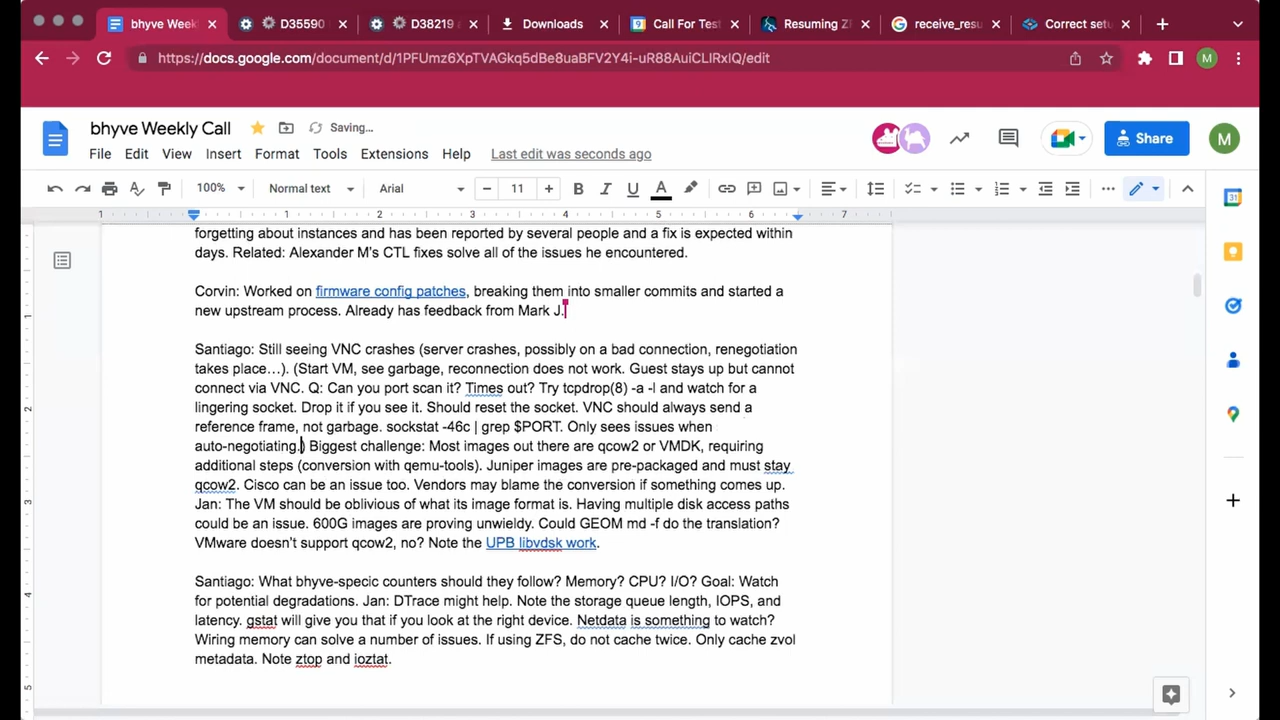 bhyve Weekly
D35590
D38219
Downloads
Call For Test
Resuming Z
receive_resu
Correct setu
https://docs.google.com/document/d/1PFUmz6XpTVAGkq5dBe8uaBFV2Y4i-uR88AuiCLIRxIQ/edit
M
bhyve Weekly Call
Saving…
Share
M
File Edit View Insert Format Tools Extensions Help Last edit was seconds ago
100% Normal text Arial 11 B I U A
1 1 2 3 4 5 6 7
forgetting about instances and has been reported by several people and a fix is expected within
days. Related: Alexander M's CTL fixes solve all of the issues he encountered.
Corvin: Worked on firmware config patches, breaking them into smaller commits and started a
new upstream process. Already has feedback from Mark J.
Santiago: Still seeing VNC crashes (server crashes, possibly on a bad connection, renegotiation
takes place…). (Start VM, see garbage, reconnection does not work. Guest stays up but cannot
connect via VNC. Q: Can you port scan it? Times out? Try tcpdrop(8) -a -l and watch for a
lingering socket. Drop it if you see it. Should reset the socket. VNC should always send a
reference frame, not garbage. sockstat -46c | grep $PORT. Only sees issues when
auto-negotiating.) Biggest challenge: Most images out there are qcow2 or VMDK, requiring
additional steps (conversion with qemu-tools). Juniper images are pre-packaged and must stay
qcow2. Cisco can be an issue too. Vendors may blame the conversion if something comes up.
Jan: The VM should be oblivious of what its image format is. Having multiple disk access paths
could be an issue. 600G images are proving unwieldy. Could GEOM md -f do the translation?
VMware doesn't support qcow2, no? Note the UPB libvdsk work.
Santiago: What bhyve-specic counters should they follow? Memory? CPU? I/O? Goal: Watch
for potential degradations. Jan: DTrace might help. Note the storage queue length, IOPS, and
latency. gstat will give you that if you look at the right device. Netdata is something to watch?
Wiring memory can solve a number of issues. If using ZFS, do not cache twice. Only cache zvol
metadata. Note ztop and ioztat.
1
2
3
4
5